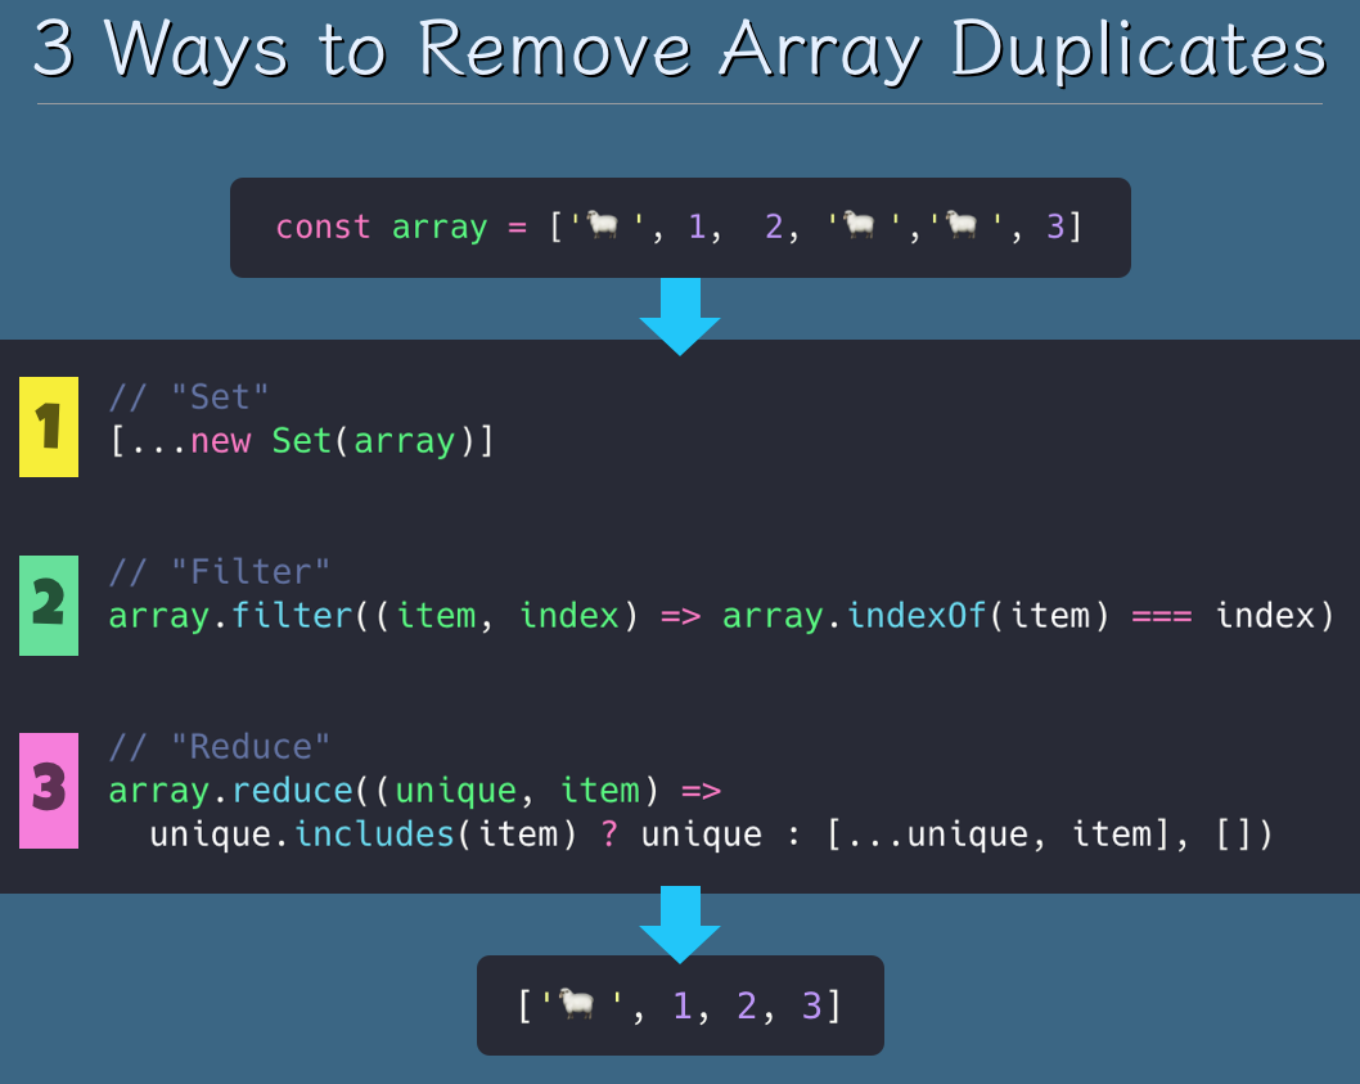 3 Ways to Remove Array Duplicates
const array = ['🐑 ', 1,  2, '🐑 ','🐑 ', 3]
1
// "Set"
[...new Set(array)]
2
// "Filter"
array.filter((item, index) => array.indexOf(item) === index)
3
// "Reduce"
array.reduce((unique, item) =>
  unique.includes(item) ? unique : [...unique, item], [])
['🐑 ', 1, 2, 3]